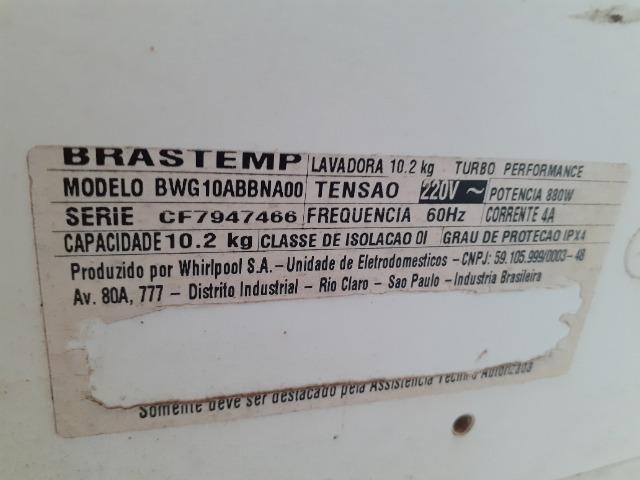 BRASTEMP LAVADORA 10.2 kg TURBO PERFORMANCE
MODELO BWG10ABBNA00 TENSAO 220V ~ POTENCIA 880W
SERIE CF7947466 FREQUENCIA 60Hz CORRENTE 4A
CAPACIDADE 10.2 kg CLASSE DE ISOLACAO 0I GRAU DE PROTECAO IPX4
Produzido por Whirlpool S.A. – Unidade de Eletrodomesticos – CNPJ: 59.105.999/0003-48
Av. 80A, 777 – Distrito Industrial – Rio Claro – Sao Paulo – Industria Brasileira
Somente deve ser destacado pela Assistencia Tecnica Autorizada